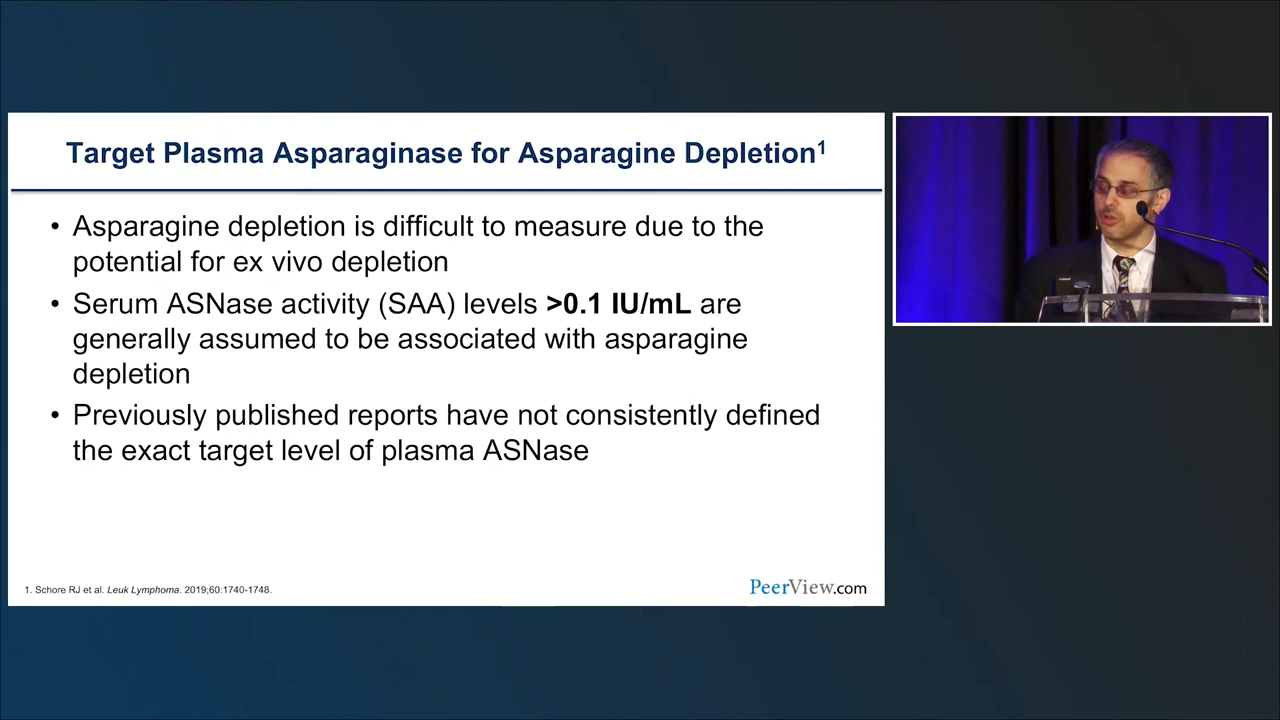 Target Plasma Asparaginase for Asparagine Depletion1
• Asparagine depletion is difficult to measure due to the
potential for ex vivo depletion
• Serum ASNase activity (SAA) levels >0.1 IU/mL are
generally assumed to be associated with asparagine
depletion
• Previously published reports have not consistently defined
the exact target level of plasma ASNase
1. Schore RJ et al. Leuk Lymphoma. 2019;60:1740-1748.
PeerView.com